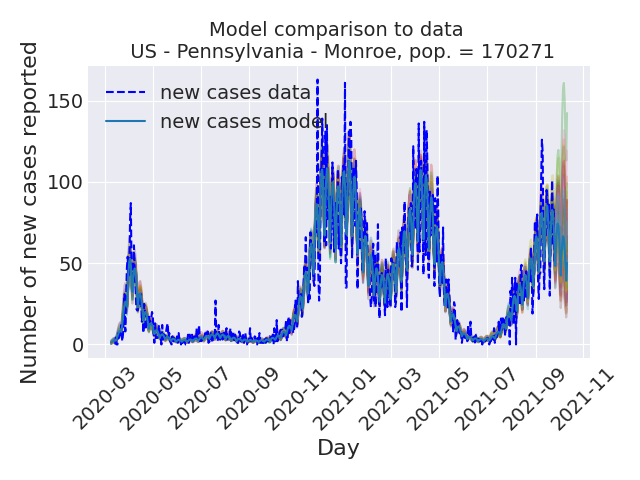 Model comparison to data
US - Pennsylvania - Monroe, pop. = 170271
Number of new cases reported
150
100
50
0
new cases data
new cases model
2020-03
2020-05
2020-07
2020-09
2020-11
2021-01
2021-03
2021-05
2021-07
2021-09
2021-11
Day